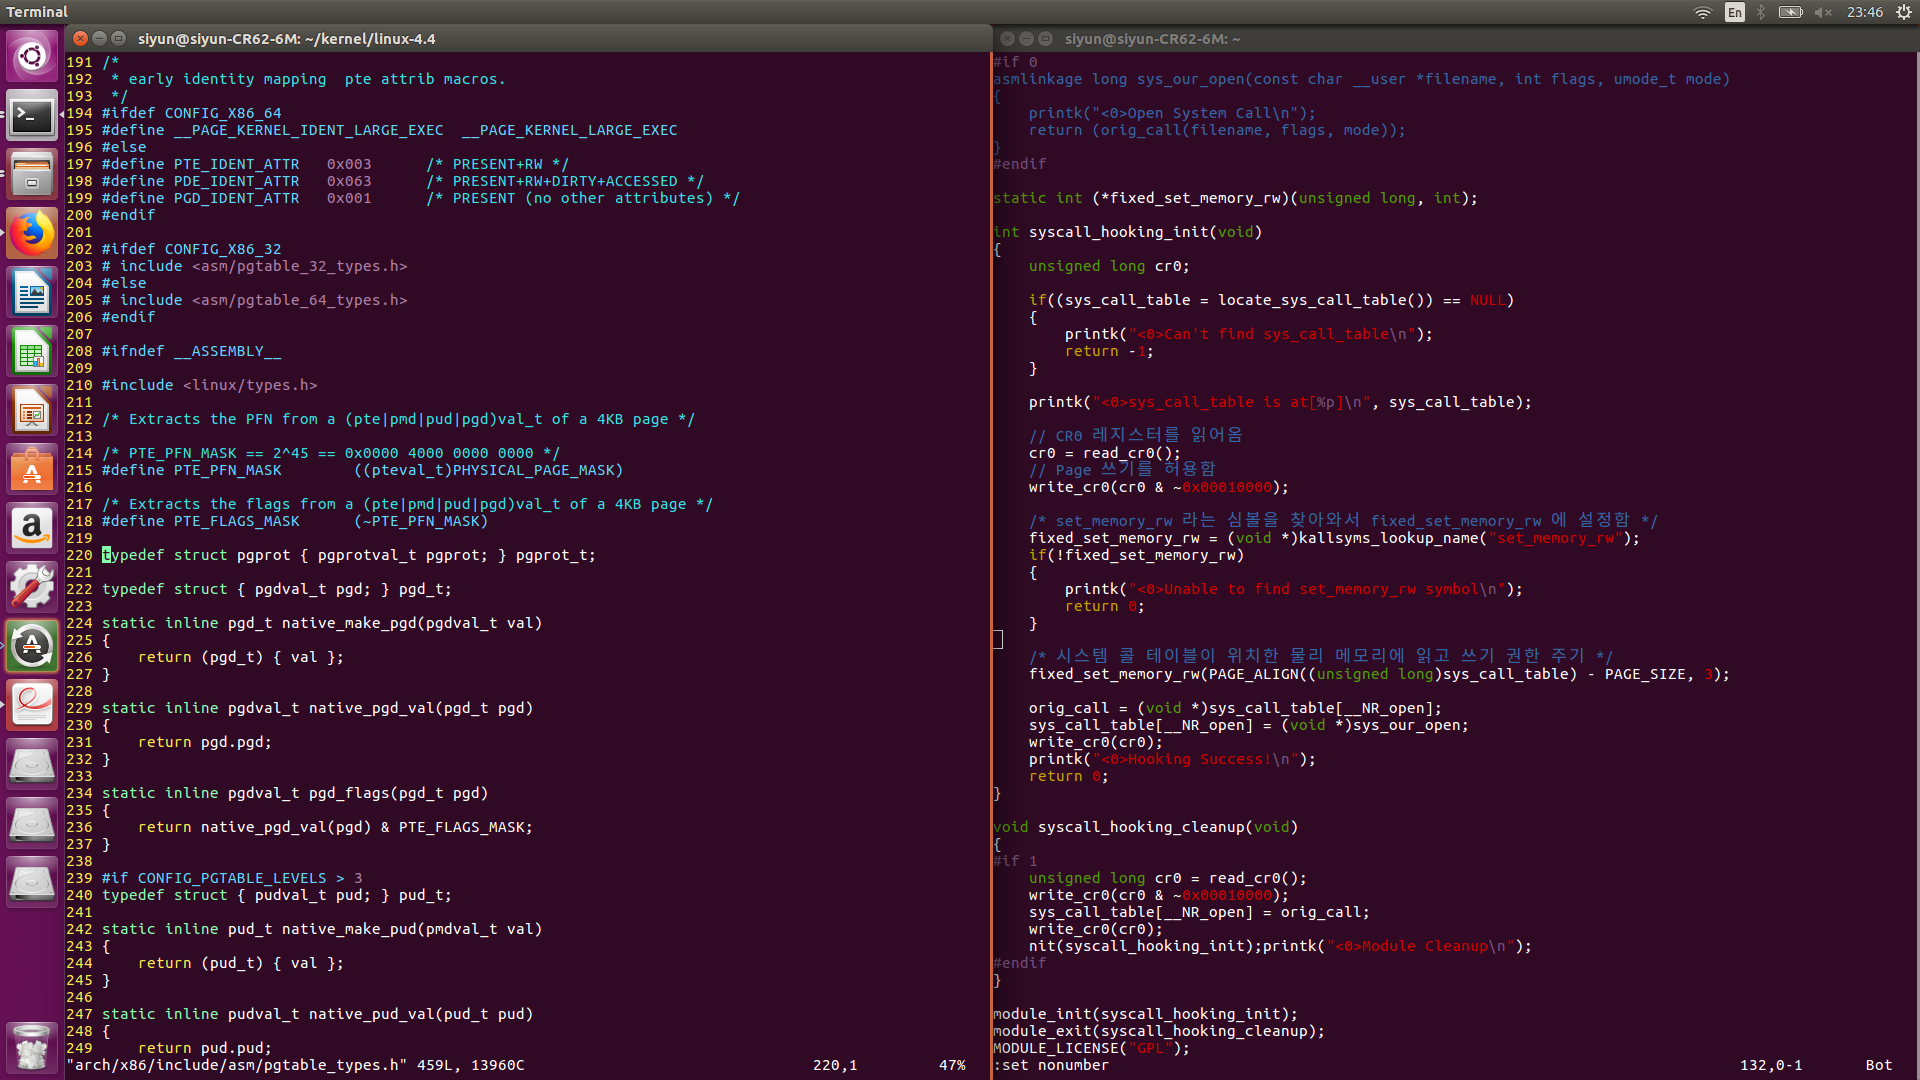 Terminal
En
23:46
siyun@siyun-CR62-6M: ~/kernel/linux-4.4
191 /*
192  * early identity mapping  pte attrib macros.
193  */
194 #ifdef CONFIG_X86_64
195 #define __PAGE_KERNEL_IDENT_LARGE_EXEC  __PAGE_KERNEL_LARGE_EXEC
196 #else
197 #define PTE_IDENT_ATTR   0x003      /* PRESENT+RW */
198 #define PDE_IDENT_ATTR   0x063      /* PRESENT+RW+DIRTY+ACCESSED */
199 #define PGD_IDENT_ATTR   0x001      /* PRESENT (no other attributes) */
200 #endif
201
202 #ifdef CONFIG_X86_32
203 # include <asm/pgtable_32_types.h>
204 #else
205 # include <asm/pgtable_64_types.h>
206 #endif
207
208 #ifndef __ASSEMBLY__
209
210 #include <linux/types.h>
211
212 /* Extracts the PFN from a (pte|pmd|pud|pgd)val_t of a 4KB page */
213
214 /* PTE_PFN_MASK == 2^45 == 0x0000 4000 0000 0000 */
215 #define PTE_PFN_MASK        ((pteval_t)PHYSICAL_PAGE_MASK)
216
217 /* Extracts the flags from a (pte|pmd|pud|pgd)val_t of a 4KB page */
218 #define PTE_FLAGS_MASK      (~PTE_PFN_MASK)
219
220 typedef struct pgprot { pgprotval_t pgprot; } pgprot_t;
221
222 typedef struct { pgdval_t pgd; } pgd_t;
223
224 static inline pgd_t native_make_pgd(pgdval_t val)
225 {
226     return (pgd_t) { val };
227 }
228
229 static inline pgdval_t native_pgd_val(pgd_t pgd)
230 {
231     return pgd.pgd;
232 }
233
234 static inline pgdval_t pgd_flags(pgd_t pgd)
235 {
236     return native_pgd_val(pgd) & PTE_FLAGS_MASK;
237 }
238
239 #if CONFIG_PGTABLE_LEVELS > 3
240 typedef struct { pudval_t pud; } pud_t;
241
242 static inline pud_t native_make_pud(pmdval_t val)
243 {
244     return (pud_t) { val };
245 }
246
247 static inline pudval_t native_pud_val(pud_t pud)
248 {
249     return pud.pud;
"arch/x86/include/asm/pgtable_types.h" 459L, 13960C    220,1    47%
siyun@siyun-CR62-6M: ~
#if 0
asmlinkage long sys_our_open(const char __user *filename, int flags, umode_t mode)
{
    printk("<0>Open System Call\n");
    return (orig_call(filename, flags, mode));
}
#endif
static int (*fixed_set_memory_rw)(unsigned long, int);
int syscall_hooking_init(void)
{
    unsigned long cr0;
    if((sys_call_table = locate_sys_call_table()) == NULL)
    {
        printk("<0>Can't find sys_call_table\n");
        return -1;
    }
    printk("<0>sys_call_table is at[%p]\n", sys_call_table);
    // CR0 레지스터를 읽어옴
    cr0 = read_cr0();
    // Page 쓰기를 허용함
    write_cr0(cr0 & ~0x00010000);
    /* set_memory_rw 라는 심볼을 찾아와서 fixed_set_memory_rw 에 설정함 */
    fixed_set_memory_rw = (void *)kallsyms_lookup_name("set_memory_rw");
    if(!fixed_set_memory_rw)
    {
        printk("<0>Unable to find set_memory_rw symbol\n");
        return 0;
    }
    /* 시스템 콜 테이블이 위치한 물리 메모리에 읽고 쓰기 권한 주기 */
    fixed_set_memory_rw(PAGE_ALIGN((unsigned long)sys_call_table) - PAGE_SIZE, 3);
    orig_call = (void *)sys_call_table[__NR_open];
    sys_call_table[__NR_open] = (void *)sys_our_open;
    write_cr0(cr0);
    printk("<0>Hooking Success!\n");
    return 0;
}
void syscall_hooking_cleanup(void)
{
#if 1
    unsigned long cr0 = read_cr0();
    write_cr0(cr0 & ~0x00010000);
    sys_call_table[__NR_open] = orig_call;
    write_cr0(cr0);
    nit(syscall_hooking_init);printk("<0>Module Cleanup\n");
#endif
}
module_init(syscall_hooking_init);
module_exit(syscall_hooking_cleanup);
MODULE_LICENSE("GPL");
:set nonumber    132,0-1    Bot